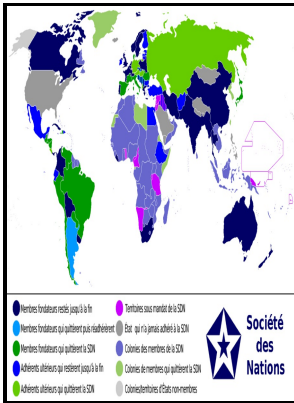 Membres fondateurs restés jusqu'à la fin
Membres fondateurs qui quittèrent puis réadhérèrent
Membres fondateurs qui quittèrent la SDN
Adhérents ultérieurs qui restèrent jusqu'à la fin
Adhérents ultérieurs qui quittèrent la SDN
Territoires sous mandat de la SDN
Etat qui n'a jamais adhéré à la SDN
Colonies des membres de la SDN
Colonies de membres qui quittèrent la SDN
Colonies/territoires d'Etats non-membres
Société
des
Nations